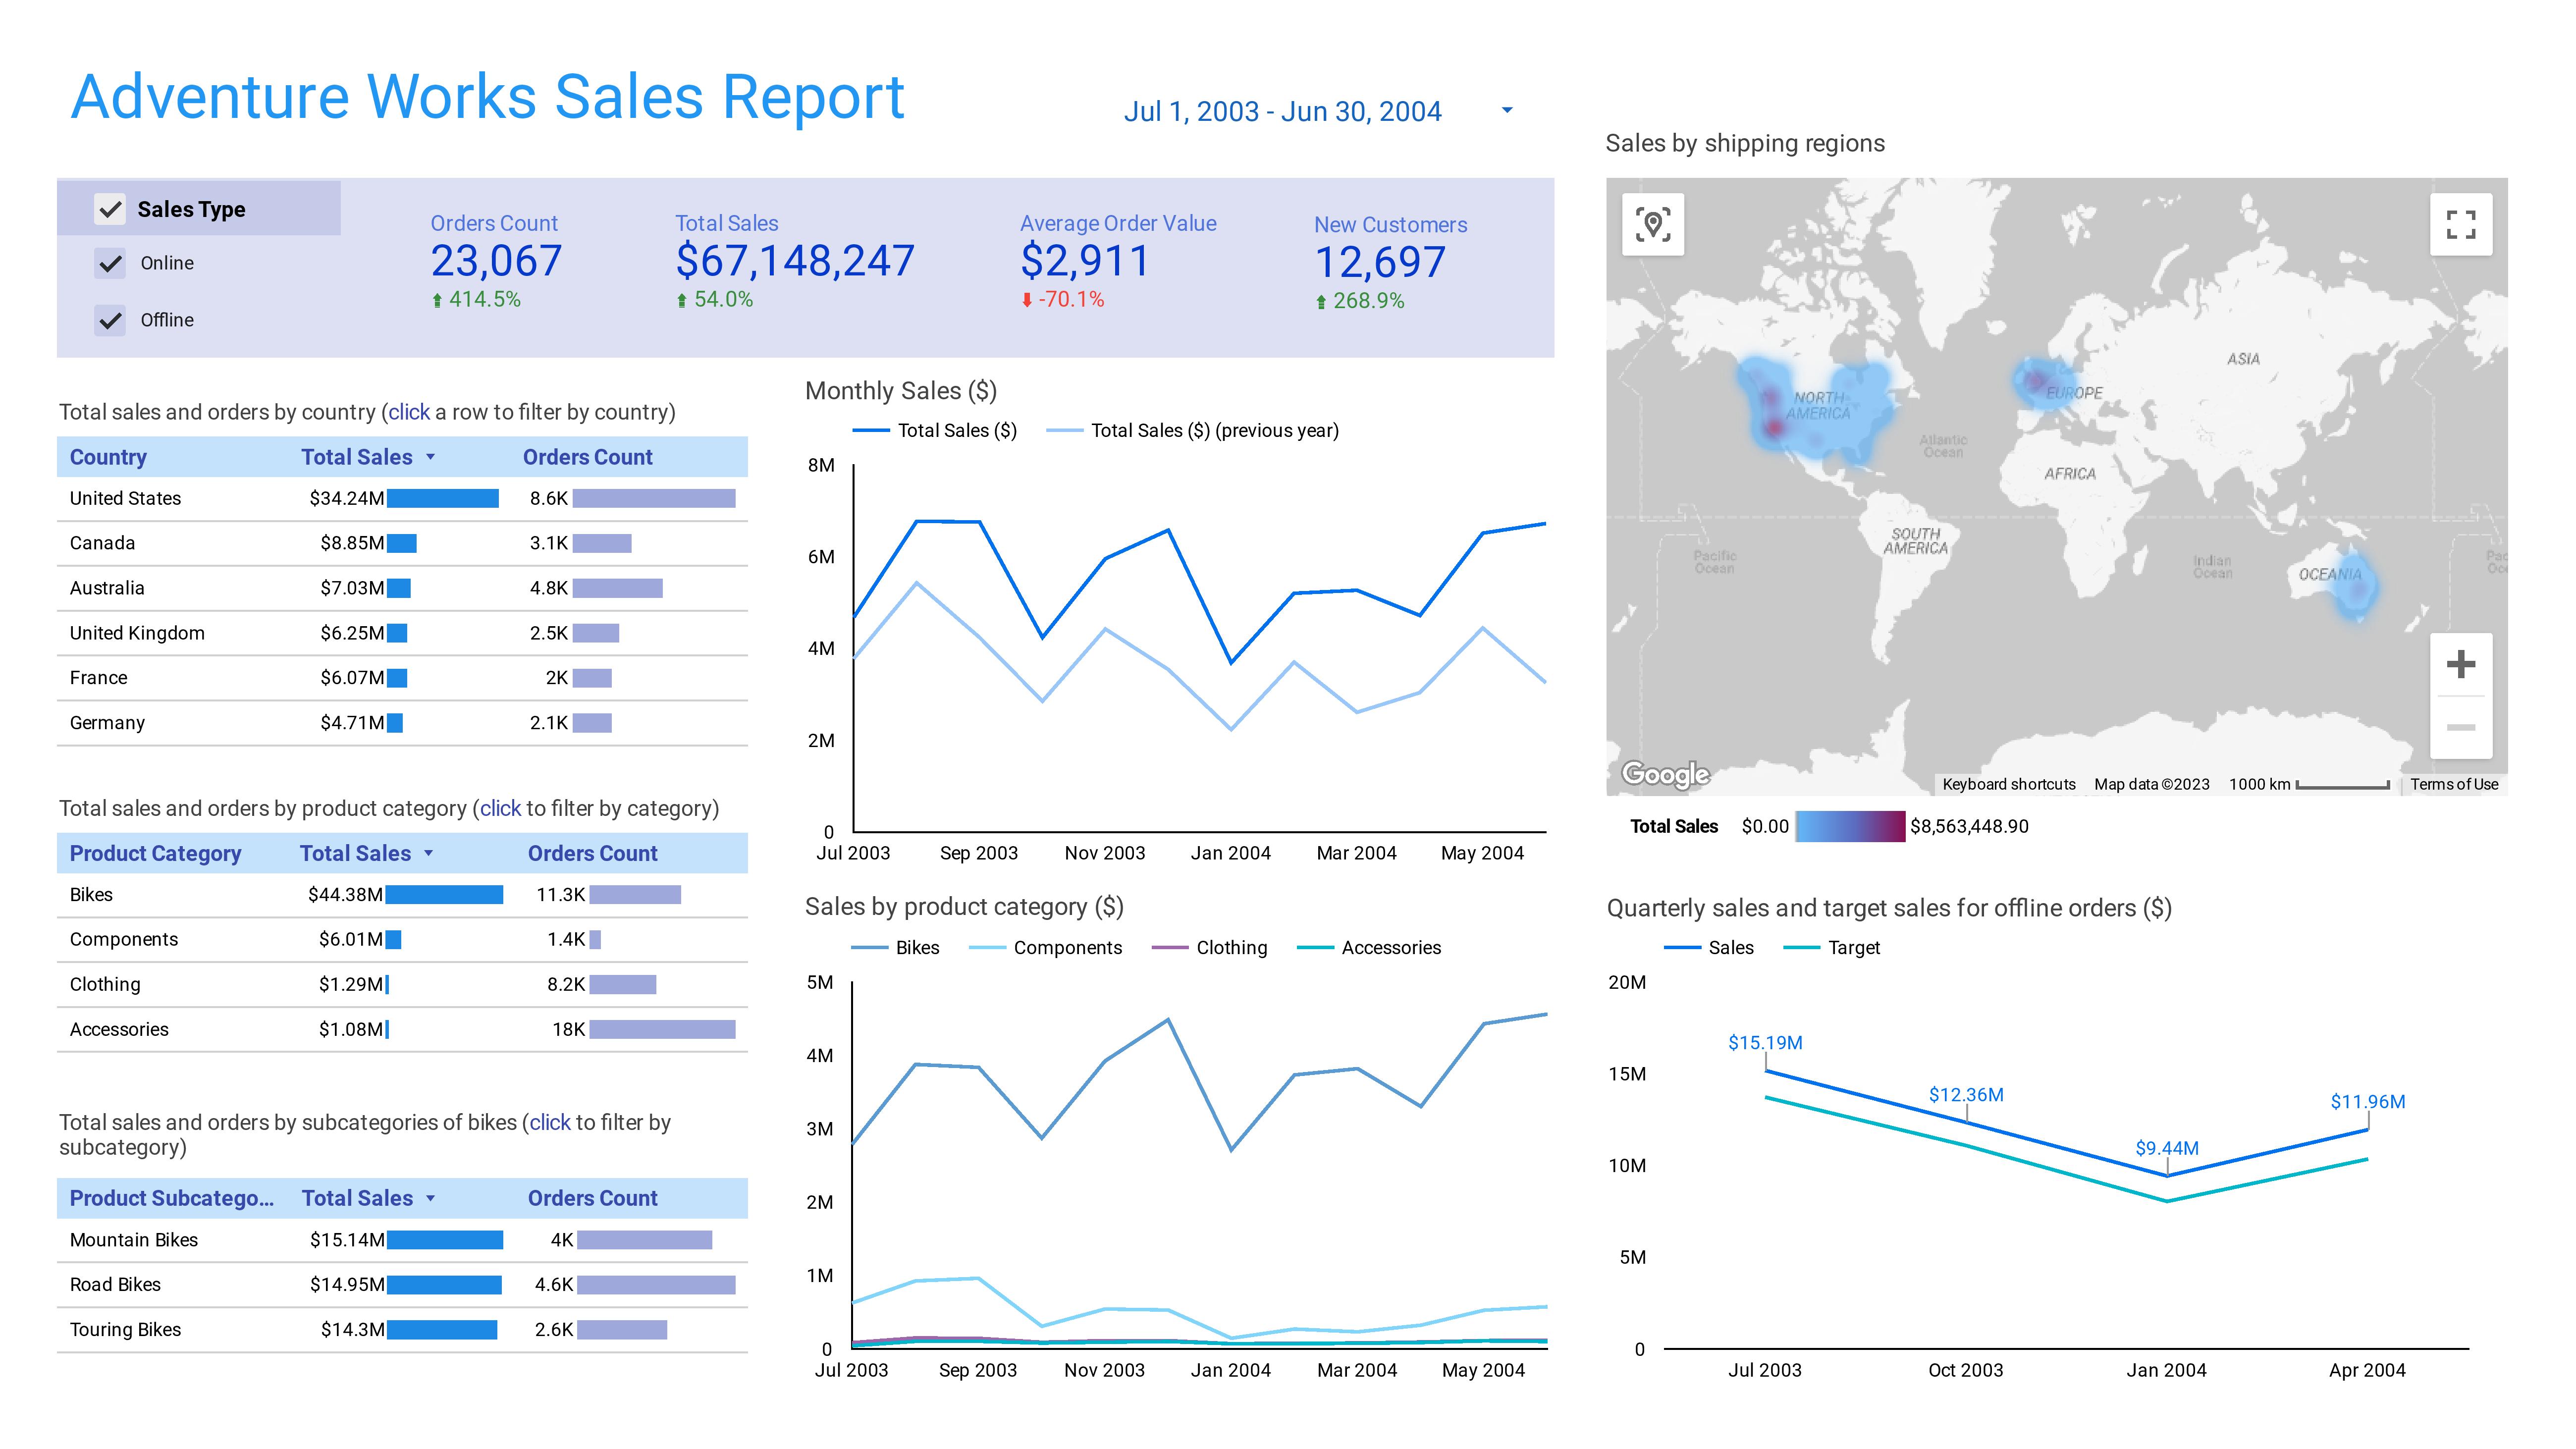 Adventure Works Sales Report
Jul 1, 2003 - Jun 30, 2004
Sales Type
Online
Offline
Orders Count
23,067
414.5%
Total Sales
$67,148,247
54.0%
Average Order Value
$2,911
-70.1%
New Customers
12,697
268.9%
Total sales and orders by country (click a row to filter by country)
Country Total Sales Orders Count
United States $34.24M 8.6K
Canada $8.85M 3.1K
Australia $7.03M 4.8K
United Kingdom $6.25M 2.5K
France $6.07M 2K
Germany $4.71M 2.1K
Total sales and orders by product category (click to filter by category)
Product Category Total Sales Orders Count
Bikes $44.38M 11.3K
Components $6.01M 1.4K
Clothing $1.29M 8.2K
Accessories $1.08M 18K
Total sales and orders by subcategories of bikes (click to filter by
subcategory)
Product Subcatego... Total Sales Orders Count
Mountain Bikes $15.14M 4K
Road Bikes $14.95M 4.6K
Touring Bikes $14.3M 2.6K
Monthly Sales ($)
Total Sales ($) Total Sales ($) (previous year)
8M
6M
4M
2M
0
Jul 2003 Sep 2003 Nov 2003 Jan 2004 Mar 2004 May 2004
Sales by product category ($)
Bikes Components Clothing Accessories
5M
4M
3M
2M
1M
0
Jul 2003 Sep 2003 Nov 2003 Jan 2004 Mar 2004 May 2004
Sales by shipping regions
ASIA
NORTH
AMERICA
EUROPE
Atlantic
Ocean
AFRICA
SOUTH
AMERICA
Pacific
Ocean
Indian
Ocean
OCEANIA
Pac
Oc
Google
Keyboard shortcuts Map data ©2023 1000 km Terms of Use
Total Sales $0.00 $8,563,448.90
Quarterly sales and target sales for offline orders ($)
Sales Target
20M
15M
10M
5M
0
$15.19M
$12.36M
$9.44M
$11.96M
Jul 2003 Oct 2003 Jan 2004 Apr 2004